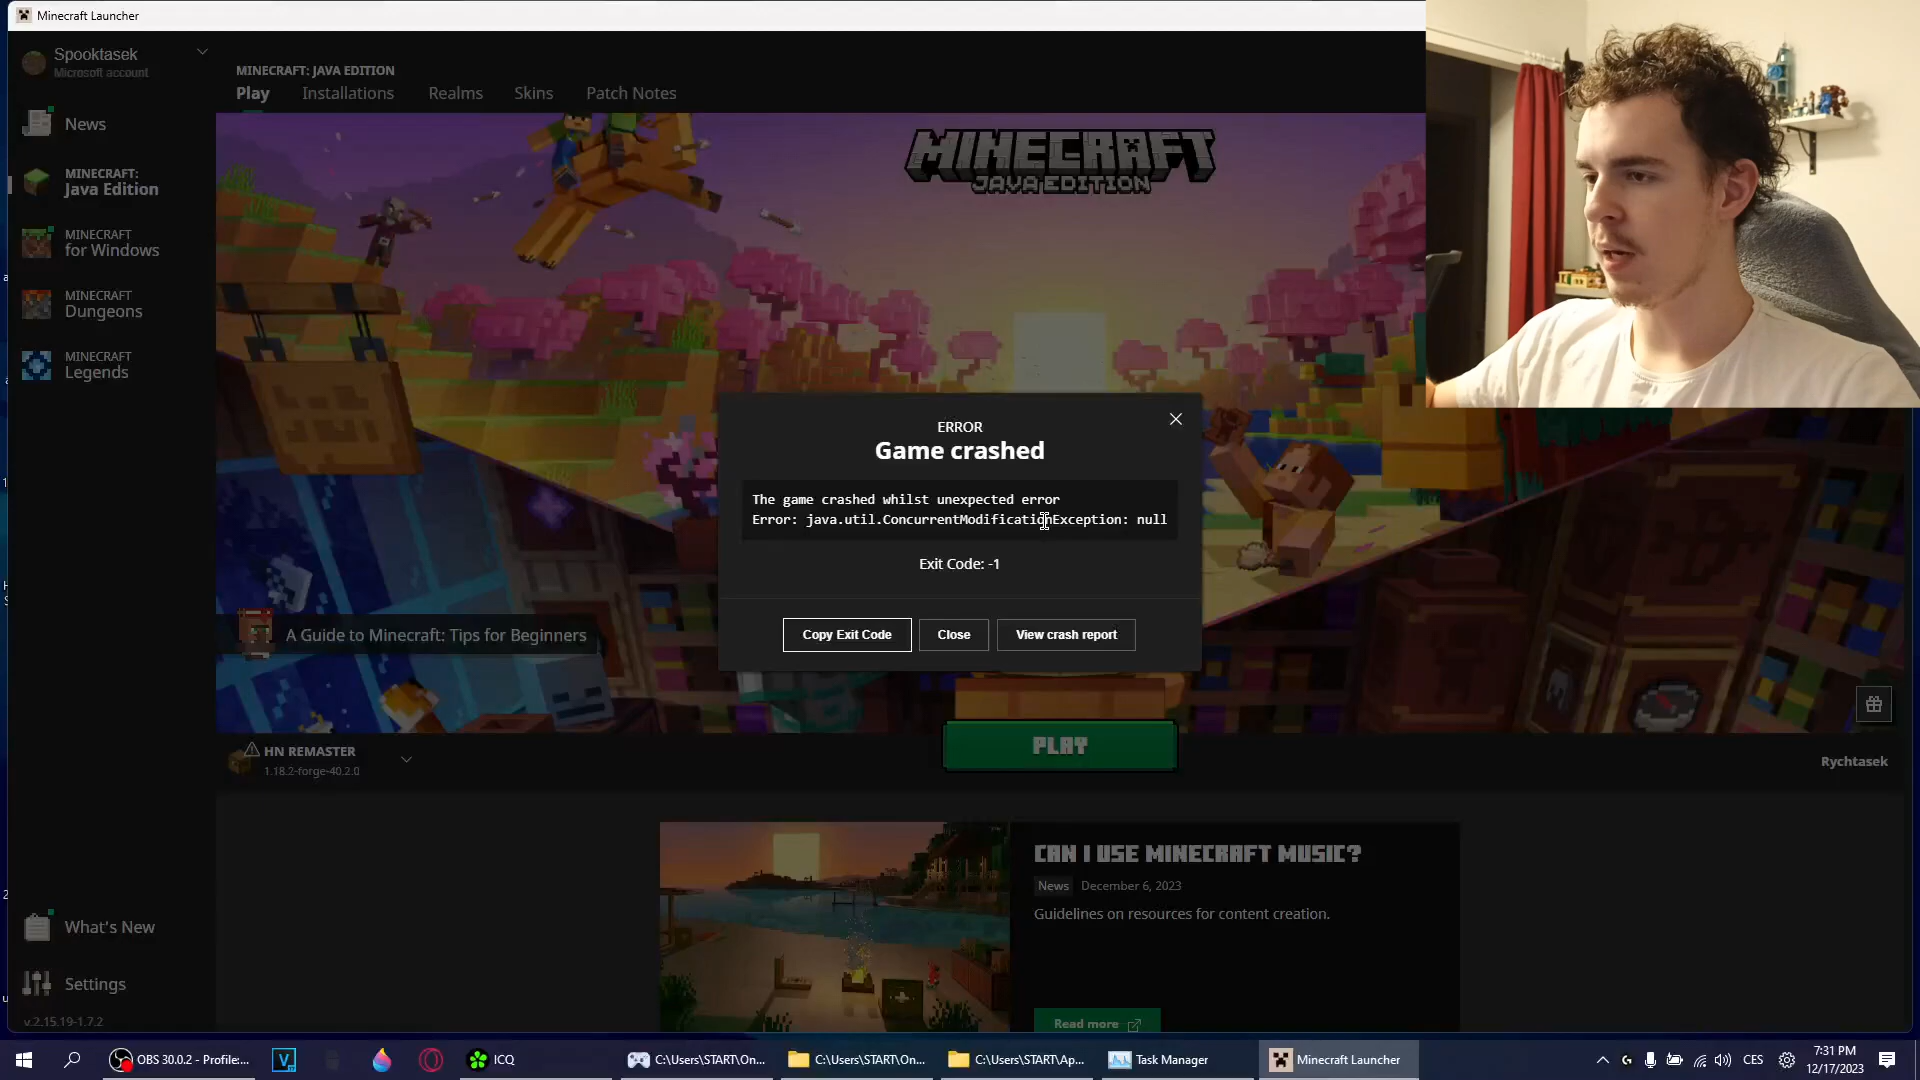 Minecraft Launcher
Spooktasek
Microsoft account
News
MINECRAFT:
Java Edition
MINECRAFT
for Windows
MINECRAFT
Dungeons
MINECRAFT
Legends
What's New
Settings
v.2.15.19-1.7.2
MINECRAFT: JAVA EDITION
Play Installations Realms Skins Patch Notes
MINECRAFT
JAVA EDITION
ERROR
Game crashed
The game crashed whilst unexpected error
Error: java.util.ConcurrentModificationException: null
Exit Code: -1
Copy Exit Code Close View crash report
A Guide to Minecraft: Tips for Beginners
HN REMASTER
1.18.2-forge-40.2.0
PLAY
Rychtasek
CAN I USE MINECRAFT MUSIC?
News December 6, 2023
Guidelines on resources for content creation.
Read more
OBS 30.0.2 - Profile:... ICQ C:\Users\START\On... C:\Users\START\On... C:\Users\START\Ap... Task Manager Minecraft Launcher CES 7:31 PM
12/17/2023